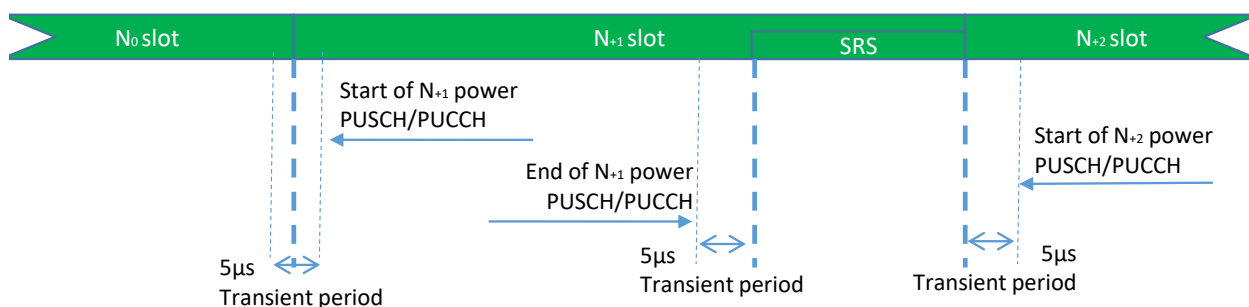 N₀ slot
N₊₁ slot
SRS
N₊₂ slot
Start of N₊₁ power
PUSCH/PUCCH
Start of N₊₂ power
PUSCH/PUCCH
End of N₊₁ power
PUSCH/PUCCH
5µs
Transient period
5µs
Transient period
5µs
Transient period